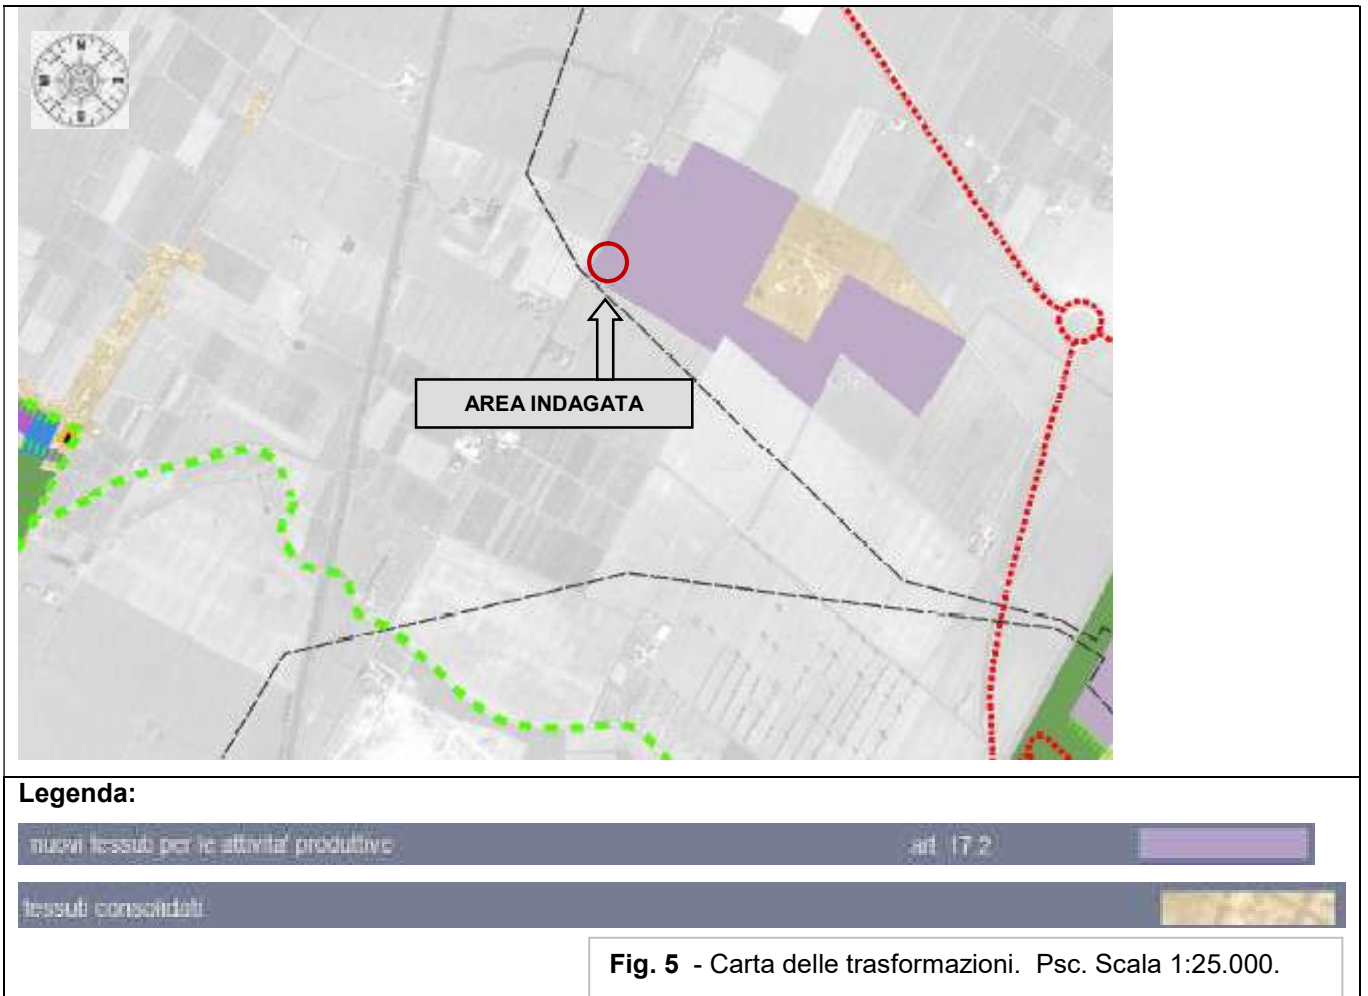 N
E
AREA INDAGATA
Legenda:
nuovi tessuti per le attivita' produttive art. 17.2
tessuti consolidati
Fig. 5 - Carta delle trasformazioni. Psc. Scala 1:25.000.